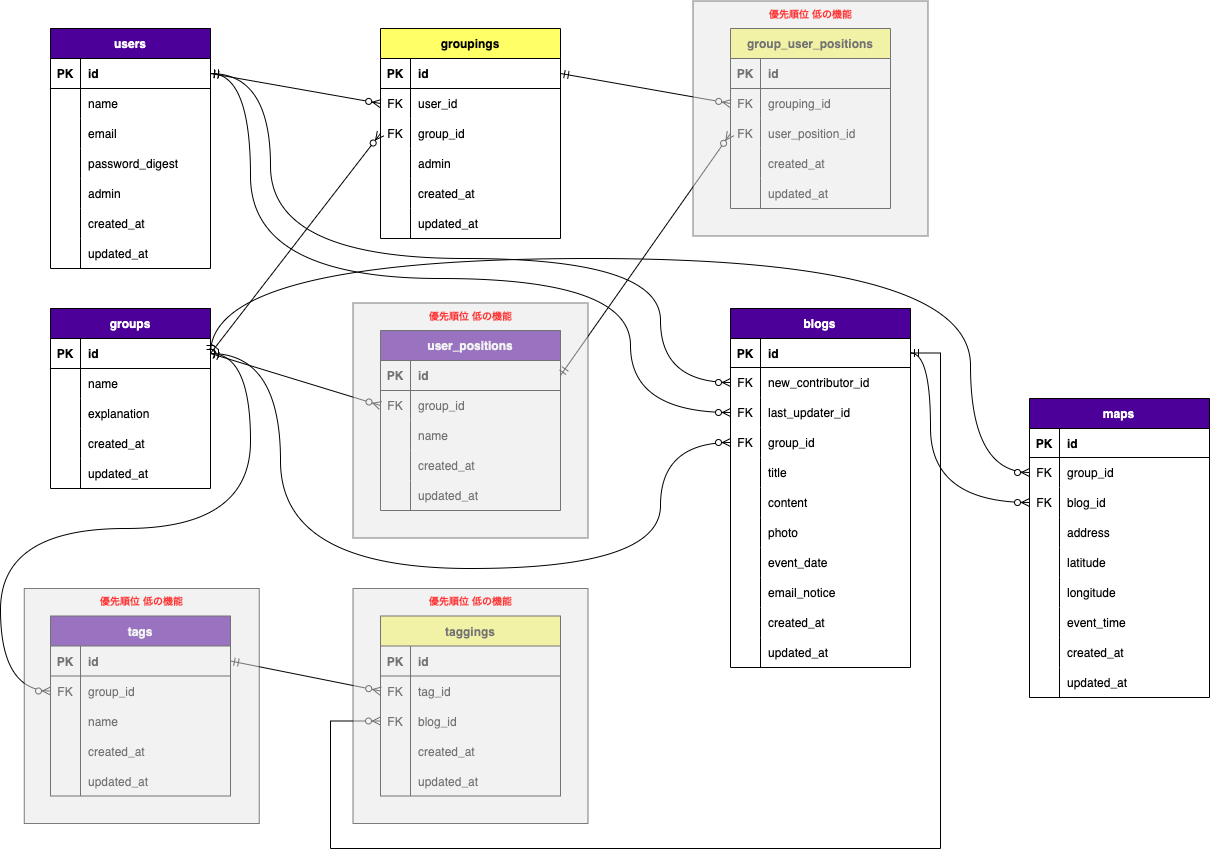 users
PK id
name
email
password_digest
admin
created_at
updated_at
groupings
PK id
FK user_id
FK group_id
admin
created_at
updated_at
優先順位 低の機能
group_user_positions
PK id
FK grouping_id
FK user_position_id
created_at
updated_at
groups
PK id
name
explanation
created_at
updated_at
優先順位 低の機能
user_positions
PK id
FK group_id
name
created_at
updated_at
blogs
PK id
FK new_contributor_id
FK last_updater_id
FK group_id
title
content
photo
event_date
email_notice
created_at
updated_at
maps
PK id
FK group_id
FK blog_id
address
latitude
longitude
event_time
created_at
updated_at
優先順位 低の機能
tags
PK id
FK group_id
name
created_at
updated_at
優先順位 低の機能
taggings
PK id
FK tag_id
FK blog_id
created_at
updated_at